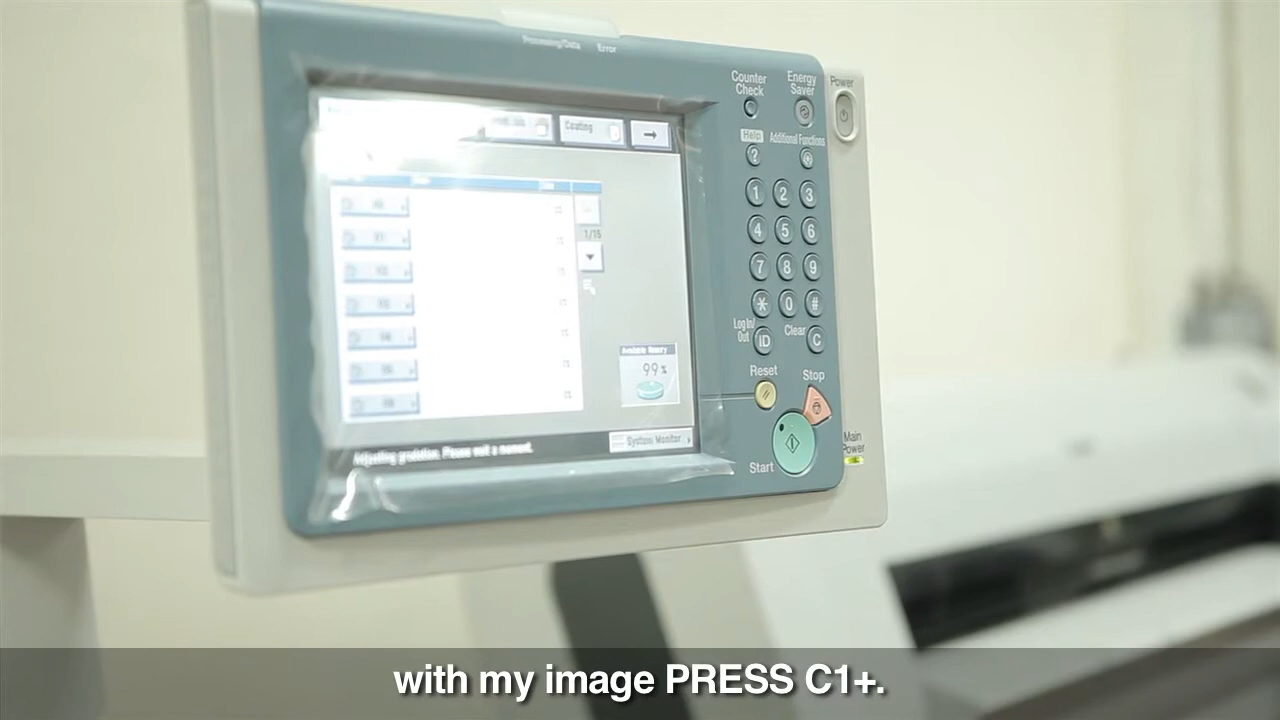 Processing/Data Error
Counter Check
Energy Saver
Power
Help
?
Additional Functions
Coating
1 2 3
4 5 6
7 8 9
0 #
1/15
Log In/ Out
ID
Clear
C
Available Memory
99%
Reset
Stop
System Monitor
Main Power
Adjusting gradation. Please wait a moment.
Start
with my image PRESS C1+.